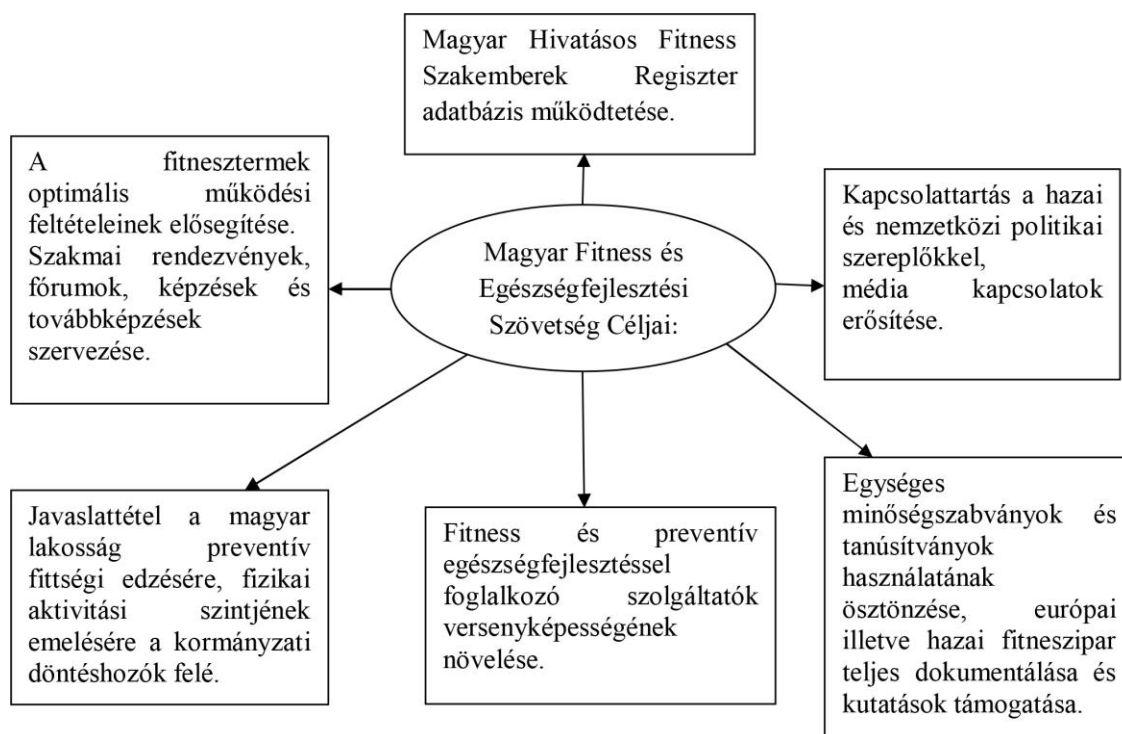 Magyar Hivatásos Fitness
Szakemberek Regiszter
adatbázis működtetése.
A fitnesztermek
optimális működési
feltételeinek elősegítése.
Szakmai rendezvények,
fórumok, képzések és
továbbképzések
szervezése.
Magyar Fitness és
Egészségfejlesztési
Szövetség Céljai:
Kapcsolattartás a hazai
és nemzetközi politikai
szereplőkkel,
média kapcsolatok
erősítése.
Javaslattétel a magyar
lakosság preventív
fittségi edzésére, fizikai
aktivitási szintjének
emelésére a kormányzati
döntéshozók felé.
Fitness és preventív
egészségfejlesztéssel
foglalkozó szolgáltatók
versenyképességének
növelése.
Egységes
minőségszabványok és
tanúsítványok
használatának
ösztönzése, európai
illetve hazai fitneszipar
teljes dokumentálása és
kutatások támogatása.